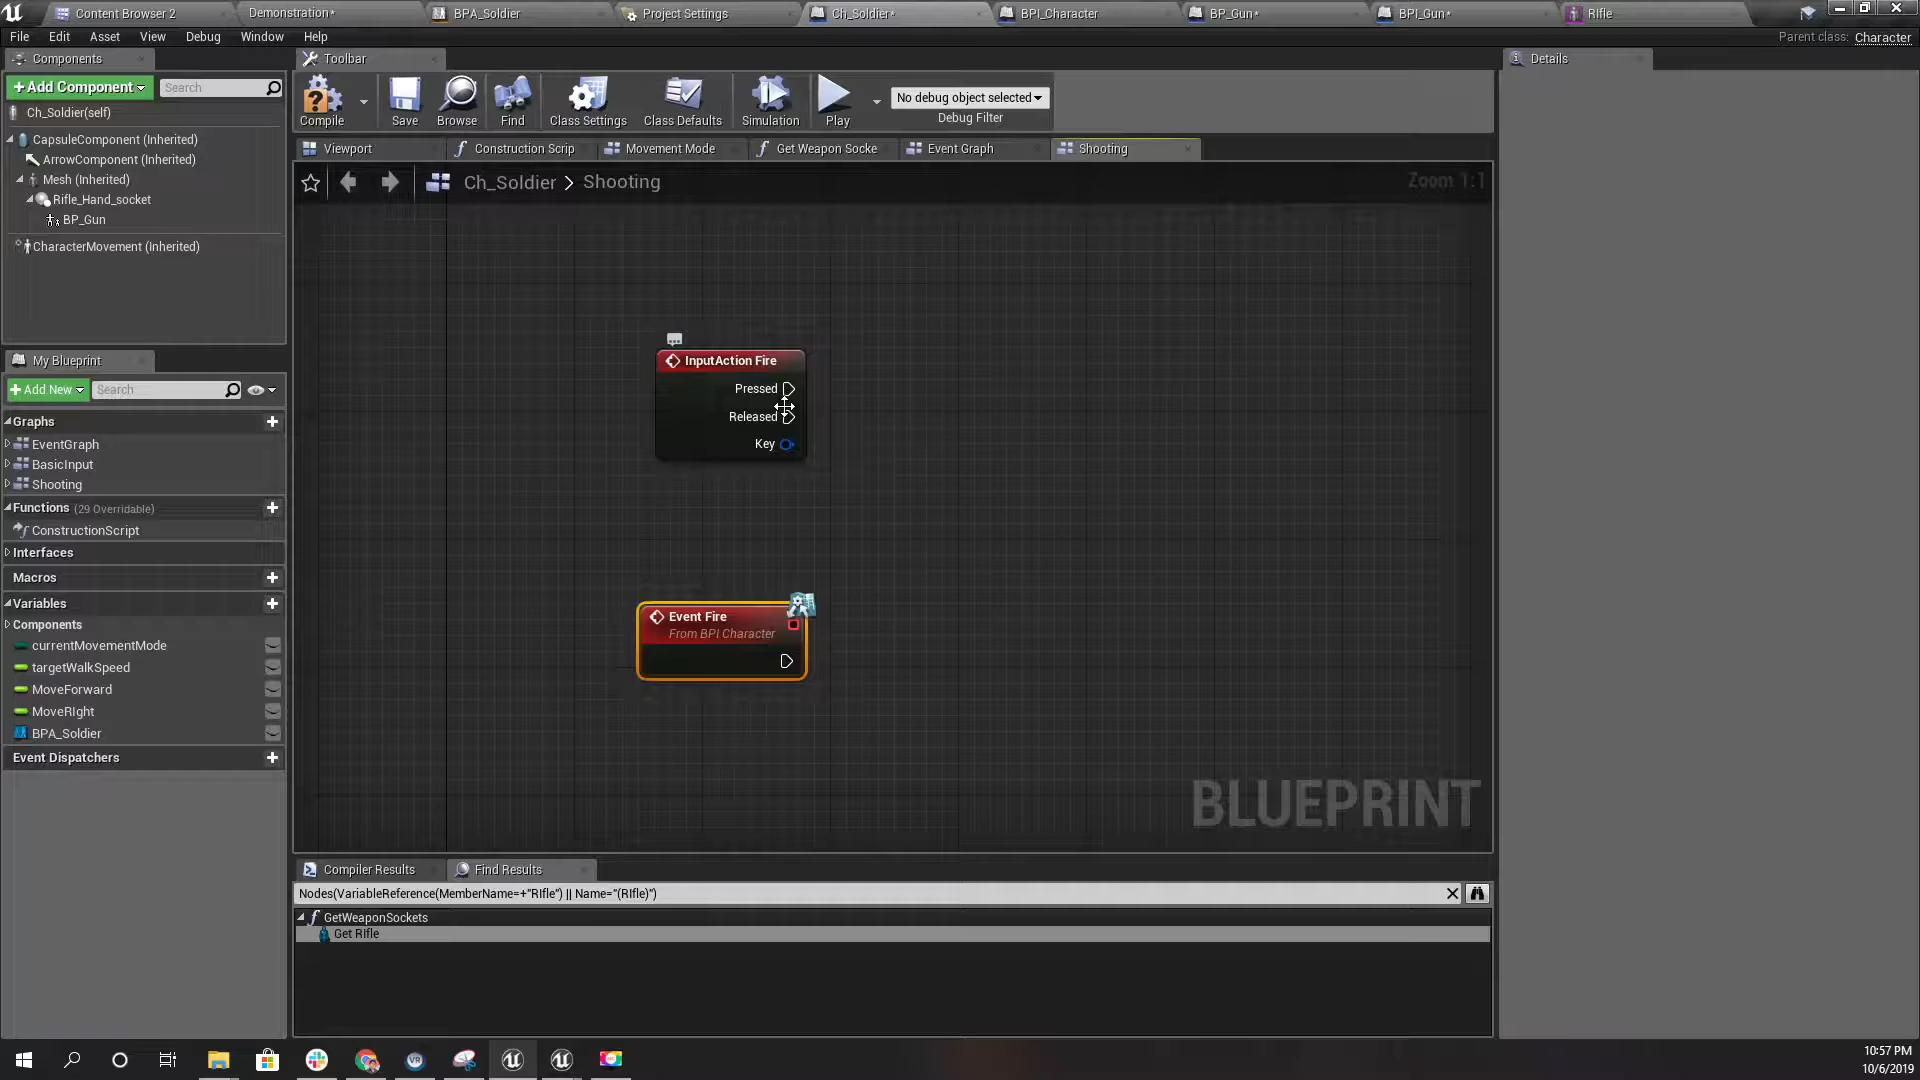 Content Browser 2
Demonstration*
BPA_Soldier
Project Settings
Ch_Soldier*
BPI_Character
BP_Gun*
BPI_Gun*
RIfle
File Edit Asset View Debug Window Help
Parent class: Character
Components
Toolbar
Details
+Add Component
Search
Ch_Soldier(self)
CapsuleComponent (Inherited)
ArrowComponent (Inherited)
Mesh (Inherited)
Rifle_Hand_socket
BP_Gun
CharacterMovement (Inherited)
Compile
Save
Browse
Find
Class Settings
Class Defaults
Simulation
Play
No debug object selected
Debug Filter
Viewport
Construction Scrip
Movement Mode
Get Weapon Socke
Event Graph
Shooting
Ch_Soldier > Shooting
Zoom 1:1
InputAction Fire
Pressed
Released
Key
Event Fire
From BPI Character
BLUEPRINT
My Blueprint
+Add New
Search
Graphs
EventGraph
BasicInput
Shooting
Functions (29 Overridable)
ConstructionScript
Interfaces
Macros
Variables
Components
currentMovementMode
targetWalkSpeed
MoveForward
MoveRIght
BPA_Soldier
Event Dispatchers
Compiler Results
Find Results
Nodes(VariableReference(MemberName=+"RIfle") || Name="(RIfle)")
GetWeaponSockets
Get RIfle
10:57 PM
10/6/2019